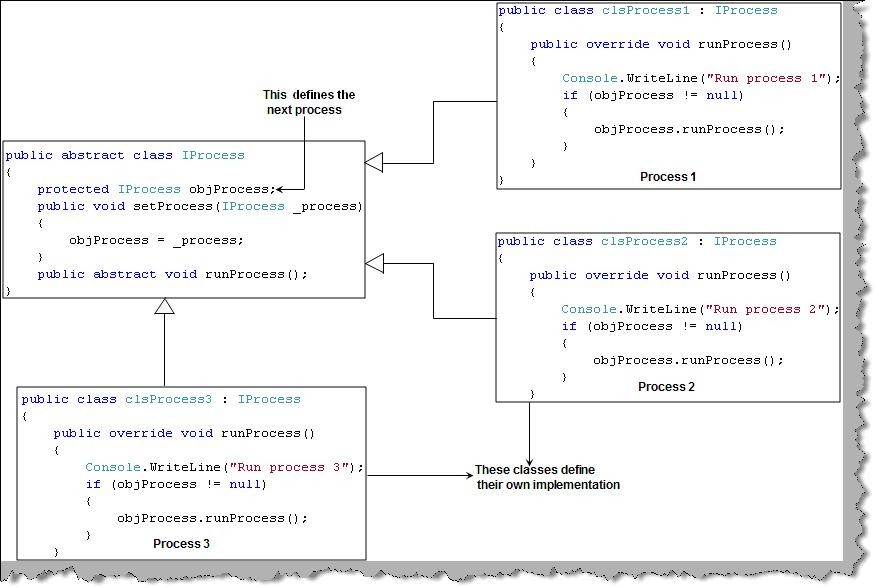 This defines the
next process
public abstract class IProcess
{
protected IProcess objProcess;
public void setProcess(IProcess _process)
{
objProcess = _process;
}
public abstract void runProcess();
}
public class clsProcess1 : IProcess
{
public override void runProcess()
{
Console.WriteLine("Run process 1");
if (objProcess != null)
{
objProcess.runProcess();
}
}
}
Process 1
public class clsProcess2 : IProcess
{
public override void runProcess()
{
Console.WriteLine("Run process 2");
if (objProcess != null)
{
objProcess.runProcess();
}
}
Process 2
public class clsProcess3 : IProcess
{
public override void runProcess()
{
Console.WriteLine("Run process 3");
if (objProcess != null)
{
objProcess.runProcess();
}
}
Process 3
These classes define
their own implementation